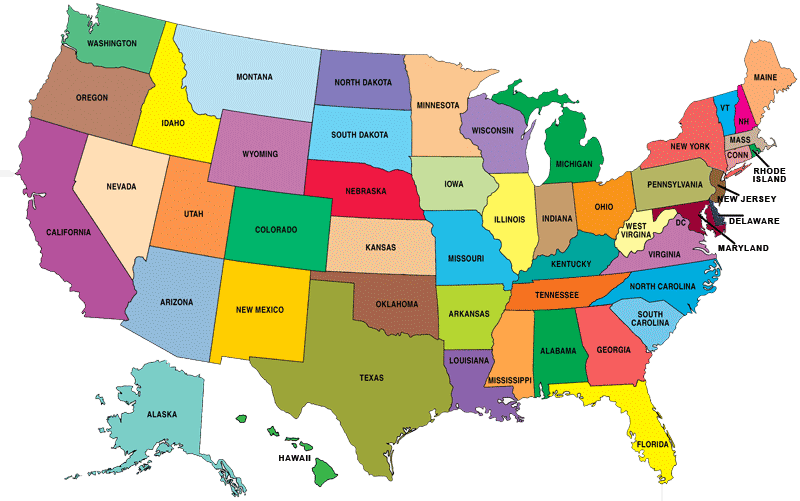 WASHINGTON
OREGON
IDAHO
MONTANA
NORTH DAKOTA
MINNESOTA
SOUTH DAKOTA
WYOMING
WISCONSIN
MICHIGAN
NEW YORK
VT
NH
MAINE
MASS
CONN
RHODE
ISLAND
NEW JERSEY
PENNSYLVANIA
DELAWARE
MARYLAND
DC
NEVADA
UTAH
COLORADO
NEBRASKA
IOWA
ILLINOIS
INDIANA
OHIO
WEST
VIRGINIA
VIRGINIA
CALIFORNIA
KANSAS
MISSOURI
KENTUCKY
ARIZONA
NEW MEXICO
OKLAHOMA
ARKANSAS
TENNESSEE
NORTH CAROLINA
SOUTH
CAROLINA
TEXAS
LOUISIANA
MISSISSIPPI
ALABAMA
GEORGIA
FLORIDA
ALASKA
HAWAII